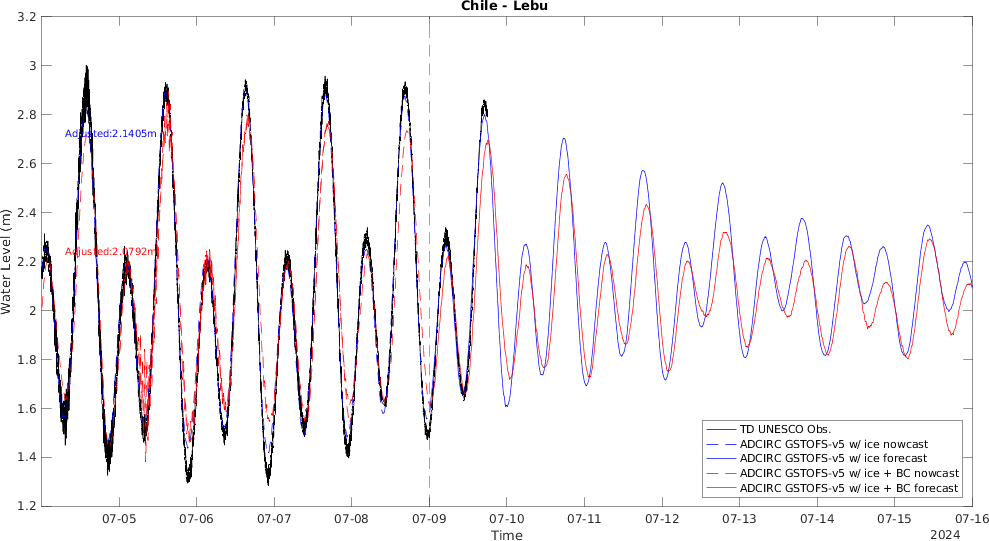 Chile - Lebu
3.2
3
2.8
2.6
2.4
2.2
2
1.8
1.6
1.4
1.2
Water Level (m)
Adjusted:2.1405m
Adjusted:2.0792m
TD UNESCO Obs.
ADCIRC GSTOFS-v5 w/ ice nowcast
ADCIRC GSTOFS-v5 w/ ice forecast
ADCIRC GSTOFS-v5 w/ ice + BC nowcast
ADCIRC GSTOFS-v5 w/ ice + BC forecast
07-05 07-06 07-07 07-08 07-09 07-10 07-11 07-12 07-13 07-14 07-15 07-16
Time
2024